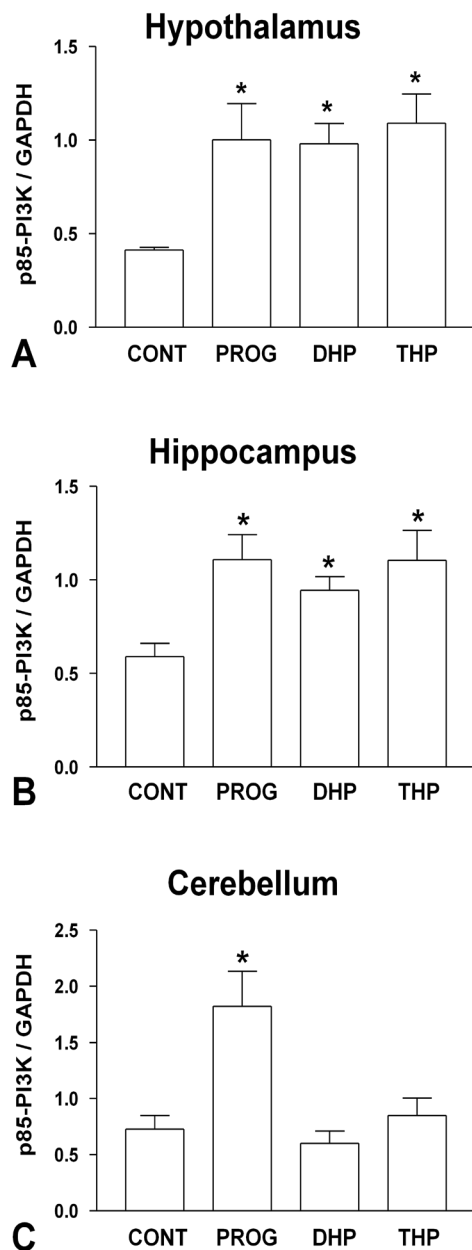 Hypothalamus
p85-PI3K / GAPDH
1.5
*
*
*
1.0
0.5
0.0
CONT PROG DHP THP
A
Hippocampus
p85-PI3K / GAPDH
1.5
*
*
*
1.0
0.5
0.0
CONT PROG DHP THP
B
Cerebellum
p85-PI3K / GAPDH
2.5
*
2.0
1.5
1.0
0.5
0.0
CONT PROG DHP THP
C